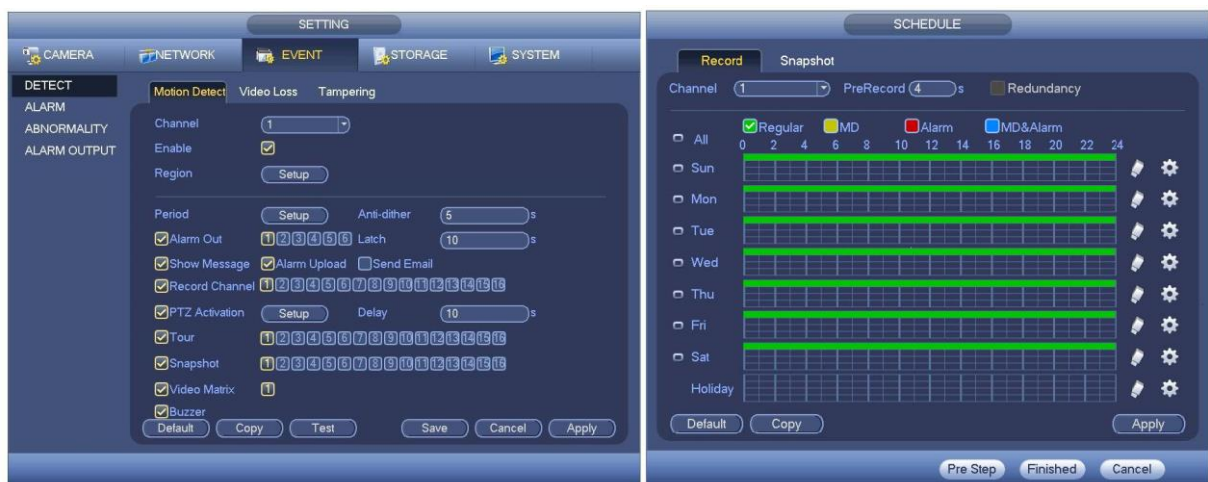 SETTING
CAMERA NETWORK EVENT STORAGE SYSTEM
DETECT
ALARM
ABNORMALITY
ALARM OUTPUT
Motion Detect Video Loss Tampering
Channel 1
Enable
Region Setup
Period Setup Anti-dither 5 s
Alarm Out 1 2 3 4 5 6 Latch 10 s
Show Message Alarm Upload Send Email
Record Channel 1 2 3 4 5 6 7 8 9 10 11 12 13 14 15 16
PTZ Activation Setup Delay 10 s
Tour 1 2 3 4 5 6 7 8 9 10 11 12 13 14 15 16
Snapshot 1 2 3 4 5 6 7 8 9 10 11 12 13 14 15 16
Video Matrix 1
Buzzer
Default Copy Test Save Cancel Apply
SCHEDULE
Record Snapshot
Channel 1 PreRecord 4 s Redundancy
Regular MD Alarm MD&Alarm
All 0 2 4 6 8 10 12 14 16 18 20 22 24
Sun
Mon
Tue
Wed
Thu
Fri
Sat
Holiday
Default Copy Apply
Pre Step Finished Cancel